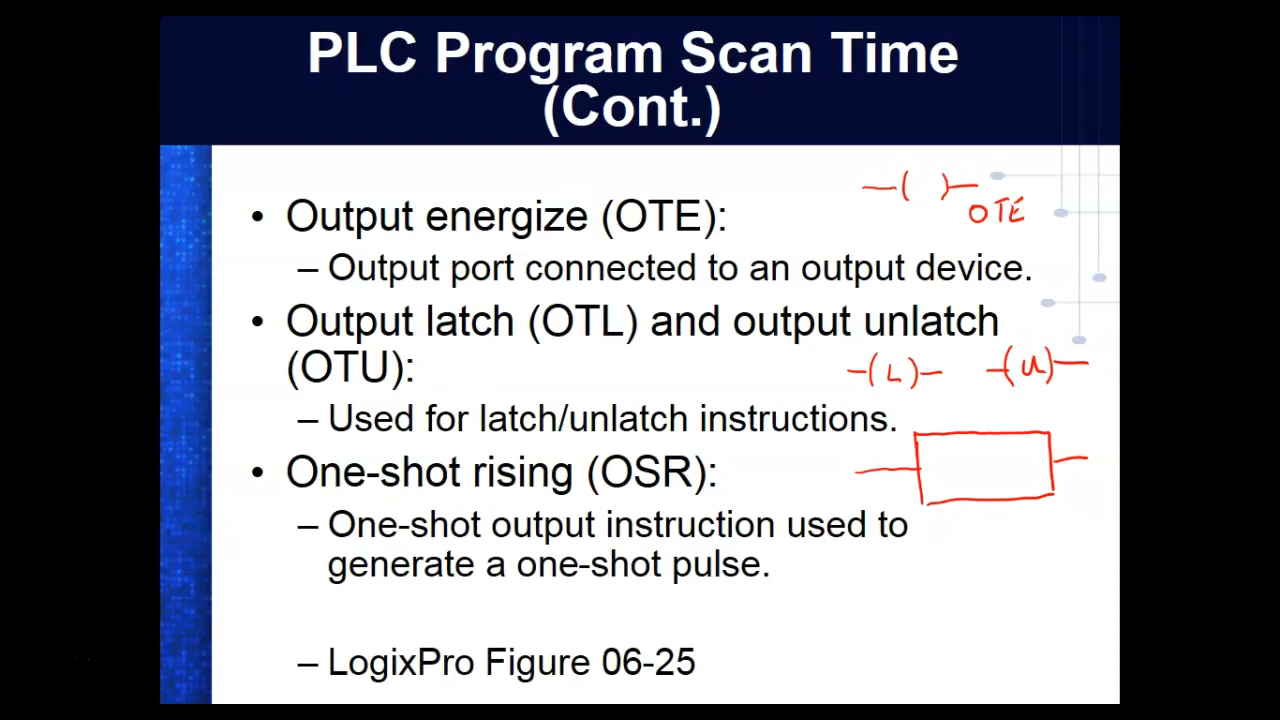 PLC Program Scan Time
(Cont.)
-( )-
OTE
• Output energize (OTE):
– Output port connected to an output device.
• Output latch (OTL) and output unlatch
(OTU):
-(L)- -(U)-
– Used for latch/unlatch instructions.
• One-shot rising (OSR):
– One-shot output instruction used to
generate a one-shot pulse.
– LogixPro Figure 06-25